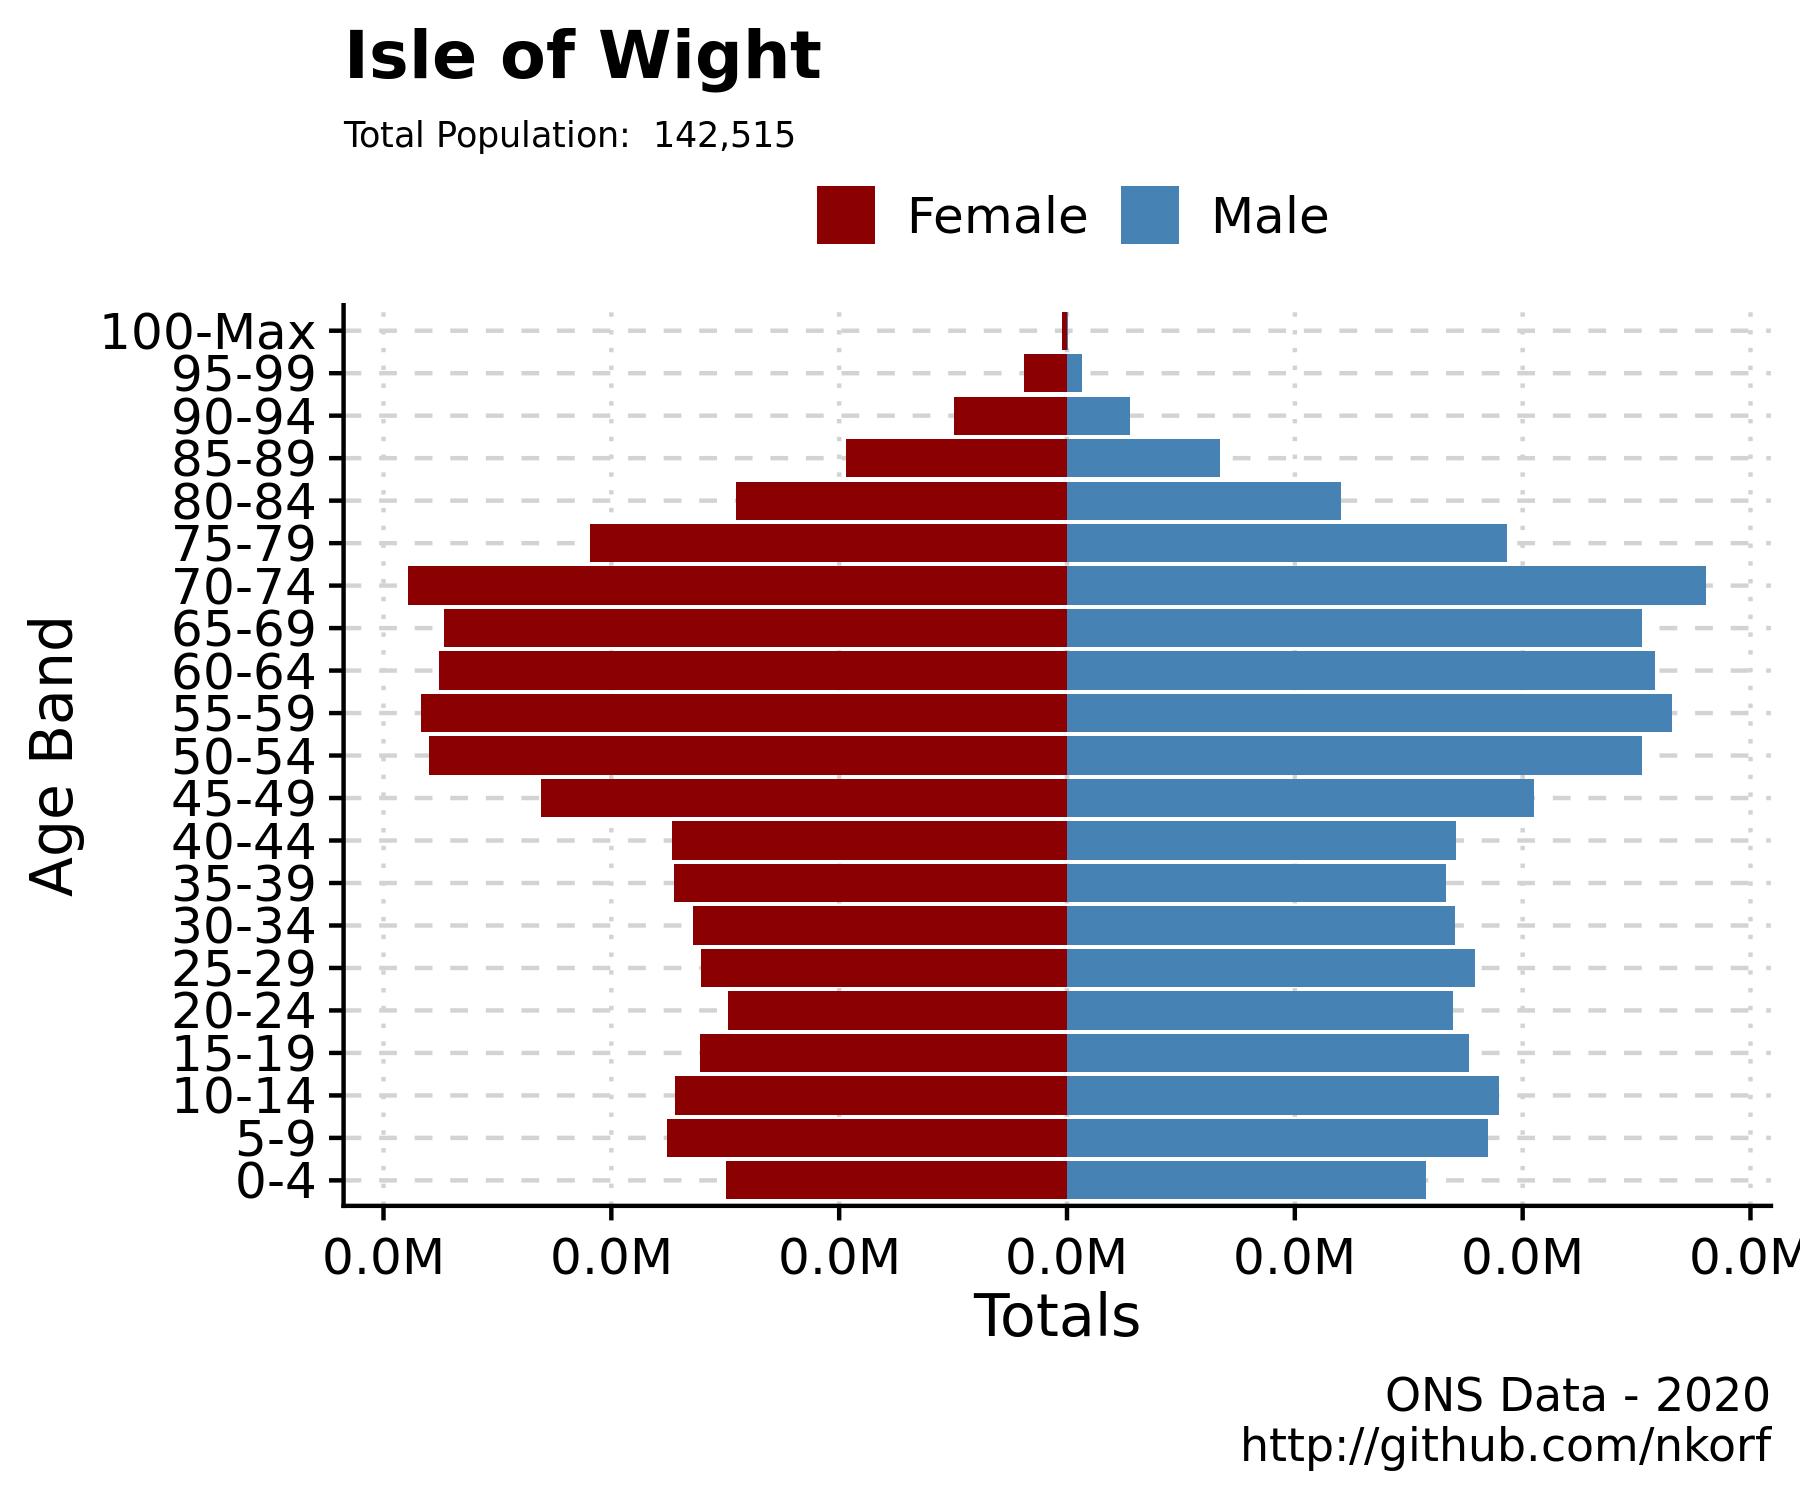 Isle of Wight
Total Population:  142,515
Female Male
100-Max
95-99
90-94
85-89
80-84
75-79
70-74
65-69
60-64
55-59
50-54
45-49
40-44
35-39
30-34
25-29
20-24
15-19
10-14
5-9
0-4
Age Band
0.0M 0.0M 0.0M 0.0M 0.0M 0.0M 0.0M
Totals
ONS Data - 2020
http://github.com/nkorf